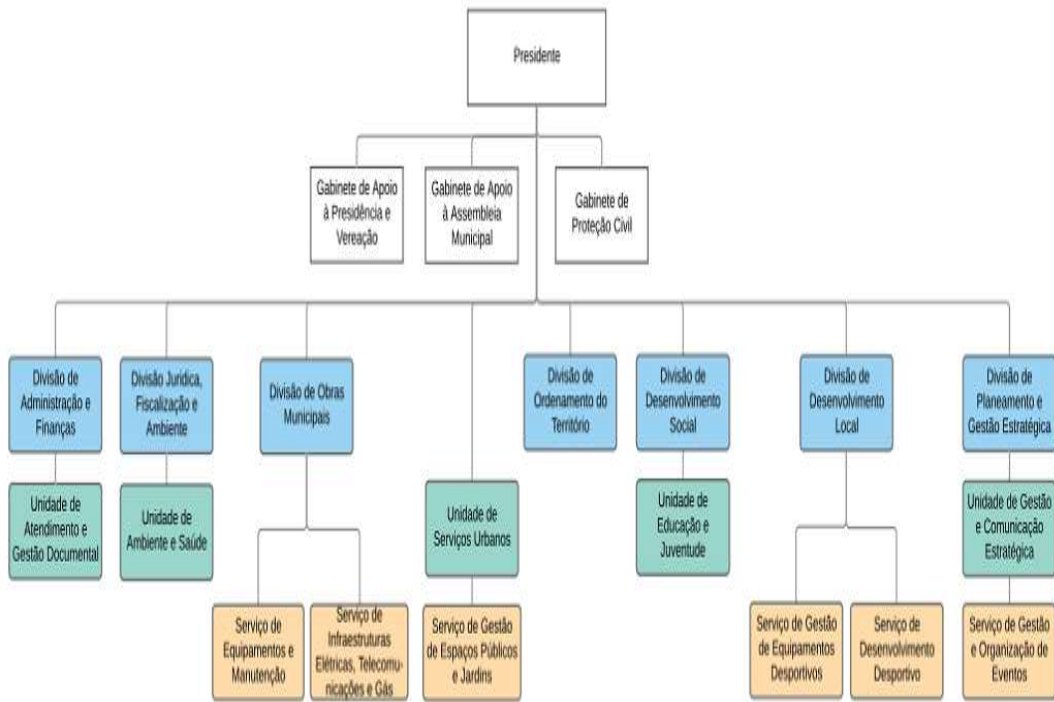 Presidente
Gabinete de Apoio
à Presidência e
Vereação
Gabinete de Apoio
à Assembleia
Municipal
Gabinete de
Proteção Civil
Divisão de
Administração e
Finanças
Divisão Jurídica,
Fiscalização e
Ambiente
Divisão de Obras
Municipais
Divisão de
Ordenamento do
Território
Divisão de
Desenvolvimento
Social
Divisão de
Desenvolvimento
Local
Divisão de
Planeamento e
Gestão Estratégica
Unidade de
Atendimento e
Gestão Documental
Unidade de
Ambiente e Saúde
Unidade de
Serviços Urbanos
Unidade de
Educação e
Juventude
Unidade de Gestão
e Comunicação
Estratégica
Serviço de
Equipamentos e
Manutenção
Serviço de
Infraestruturas
Elétricas, Telecomu-
nicações e Gás
Serviço de Gestão
de Espaços Públicos
e Jardins
Serviço de Gestão
de Equipamentos
Desportivos
Serviço de
Desenvolvimento
Desportivo
Serviço de Gestão
e Organização de
Eventos